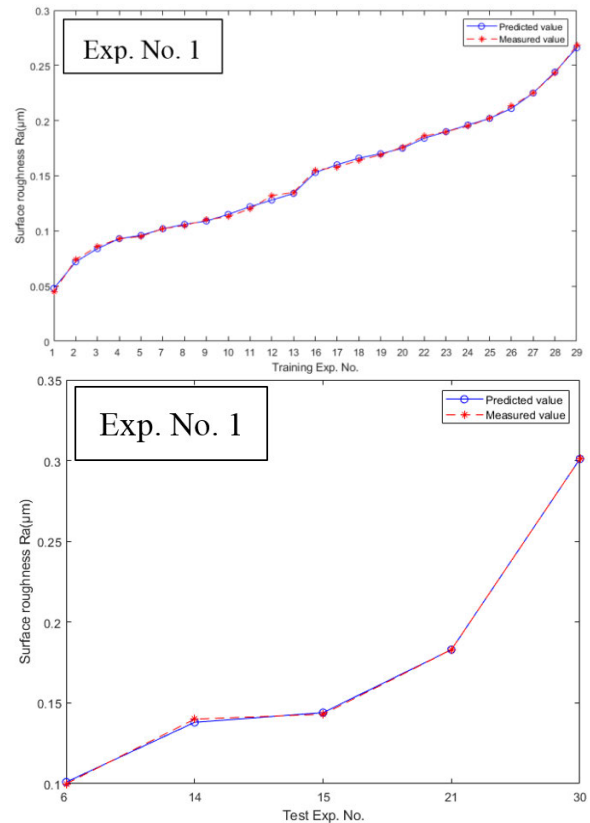 0.3
Exp. No. 1
Predicted value
Measured value
0.25
0.2
0.15
0.1
0.05
0
Surface roughness Ra(μm)
1 2 3 4 5 7 8 9 10 11 12 13 16 17 18 19 20 22 23 24 25 26 27 28 29
Training Exp. No.
0.35
Exp. No. 1
Predicted value
Measured value
0.3
0.25
0.2
0.15
0.1
Surface roughness Ra(μm)
6 14 15 21 30
Test Exp. No.